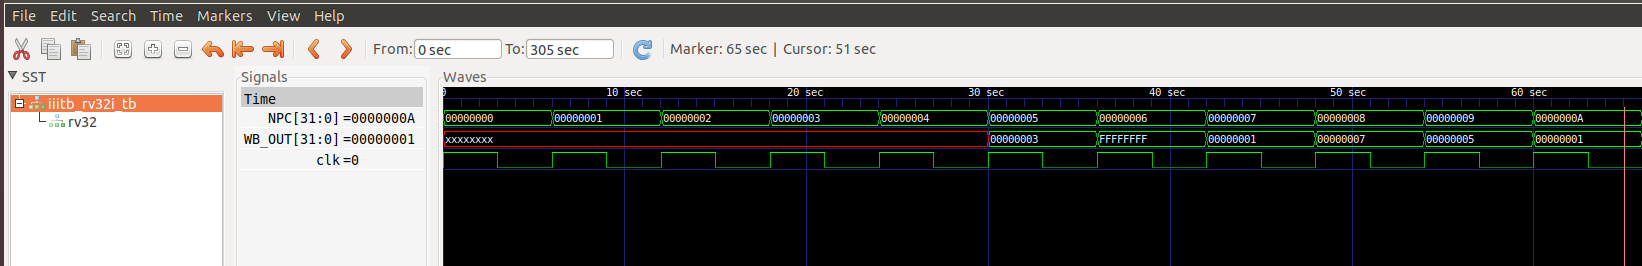 File Edit Search Time Markers View Help
From: 0 sec To: 305 sec Marker: 65 sec | Cursor: 51 sec
SST Signals Waves
iiitb_rv32i_tb Time 0 10 sec 20 sec 30 sec 40 sec 50 sec 60 sec
rv32 NPC[31:0]=0000000A 00000000 00000001 00000002 00000003 00000004 00000005 00000006 00000007 00000008 00000009 0000000A
WB_OUT[31:0]=00000001 xxxxxxxx 00000003 FFFFFFFF 00000001 00000007 00000005 00000001
clk=0